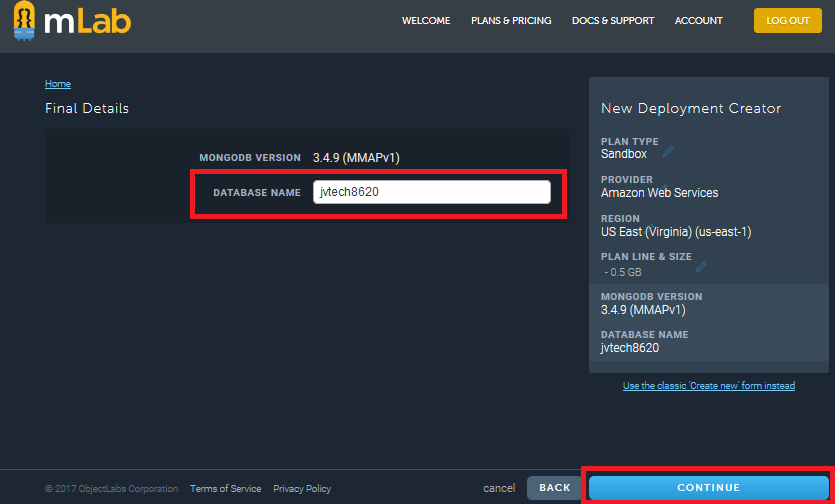 mLab
WELCOME PLANS & PRICING DOCS & SUPPORT ACCOUNT LOG OUT
Home
Final Details
MONGODB VERSION 3.4.9 (MMAPv1)
DATABASE NAME jvtech8620
New Deployment Creator
PLAN TYPE
Sandbox
PROVIDER
Amazon Web Services
REGION
US East (Virginia) (us-east-1)
PLAN LINE & SIZE
- 0.5 GB
MONGODB VERSION
3.4.9 (MMAPv1)
DATABASE NAME
jvtech8620
Use the classic 'Create new' form instead
© 2017 ObjectLabs Corporation Terms of Service Privacy Policy cancel BACK CONTINUE